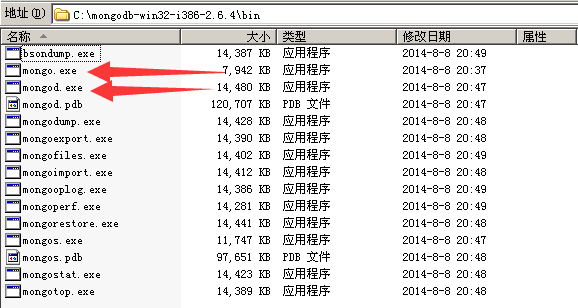 地址(D) C:\mongodb-win32-i386-2.6.4\bin
名称 大小 类型 修改日期 属性
bsondump.exe 14,387 KB 应用程序 2014-8-8 20:49
mongo.exe 7,942 KB 应用程序 2014-8-8 20:37
mongod.exe 14,480 KB 应用程序 2014-8-8 20:47
mongod.pdb 120,707 KB PDB 文件 2014-8-8 20:47
mongodump.exe 14,428 KB 应用程序 2014-8-8 20:48
mongoexport.exe 14,390 KB 应用程序 2014-8-8 20:48
mongofiles.exe 14,402 KB 应用程序 2014-8-8 20:49
mongoimport.exe 14,412 KB 应用程序 2014-8-8 20:48
mongooplog.exe 14,386 KB 应用程序 2014-8-8 20:49
mongoperf.exe 14,281 KB 应用程序 2014-8-8 20:49
mongorestore.exe 14,441 KB 应用程序 2014-8-8 20:48
mongos.exe 11,747 KB 应用程序 2014-8-8 20:47
mongos.pdb 97,651 KB PDB 文件 2014-8-8 20:48
mongostat.exe 14,423 KB 应用程序 2014-8-8 20:48
mongotop.exe 14,389 KB 应用程序 2014-8-8 20:48